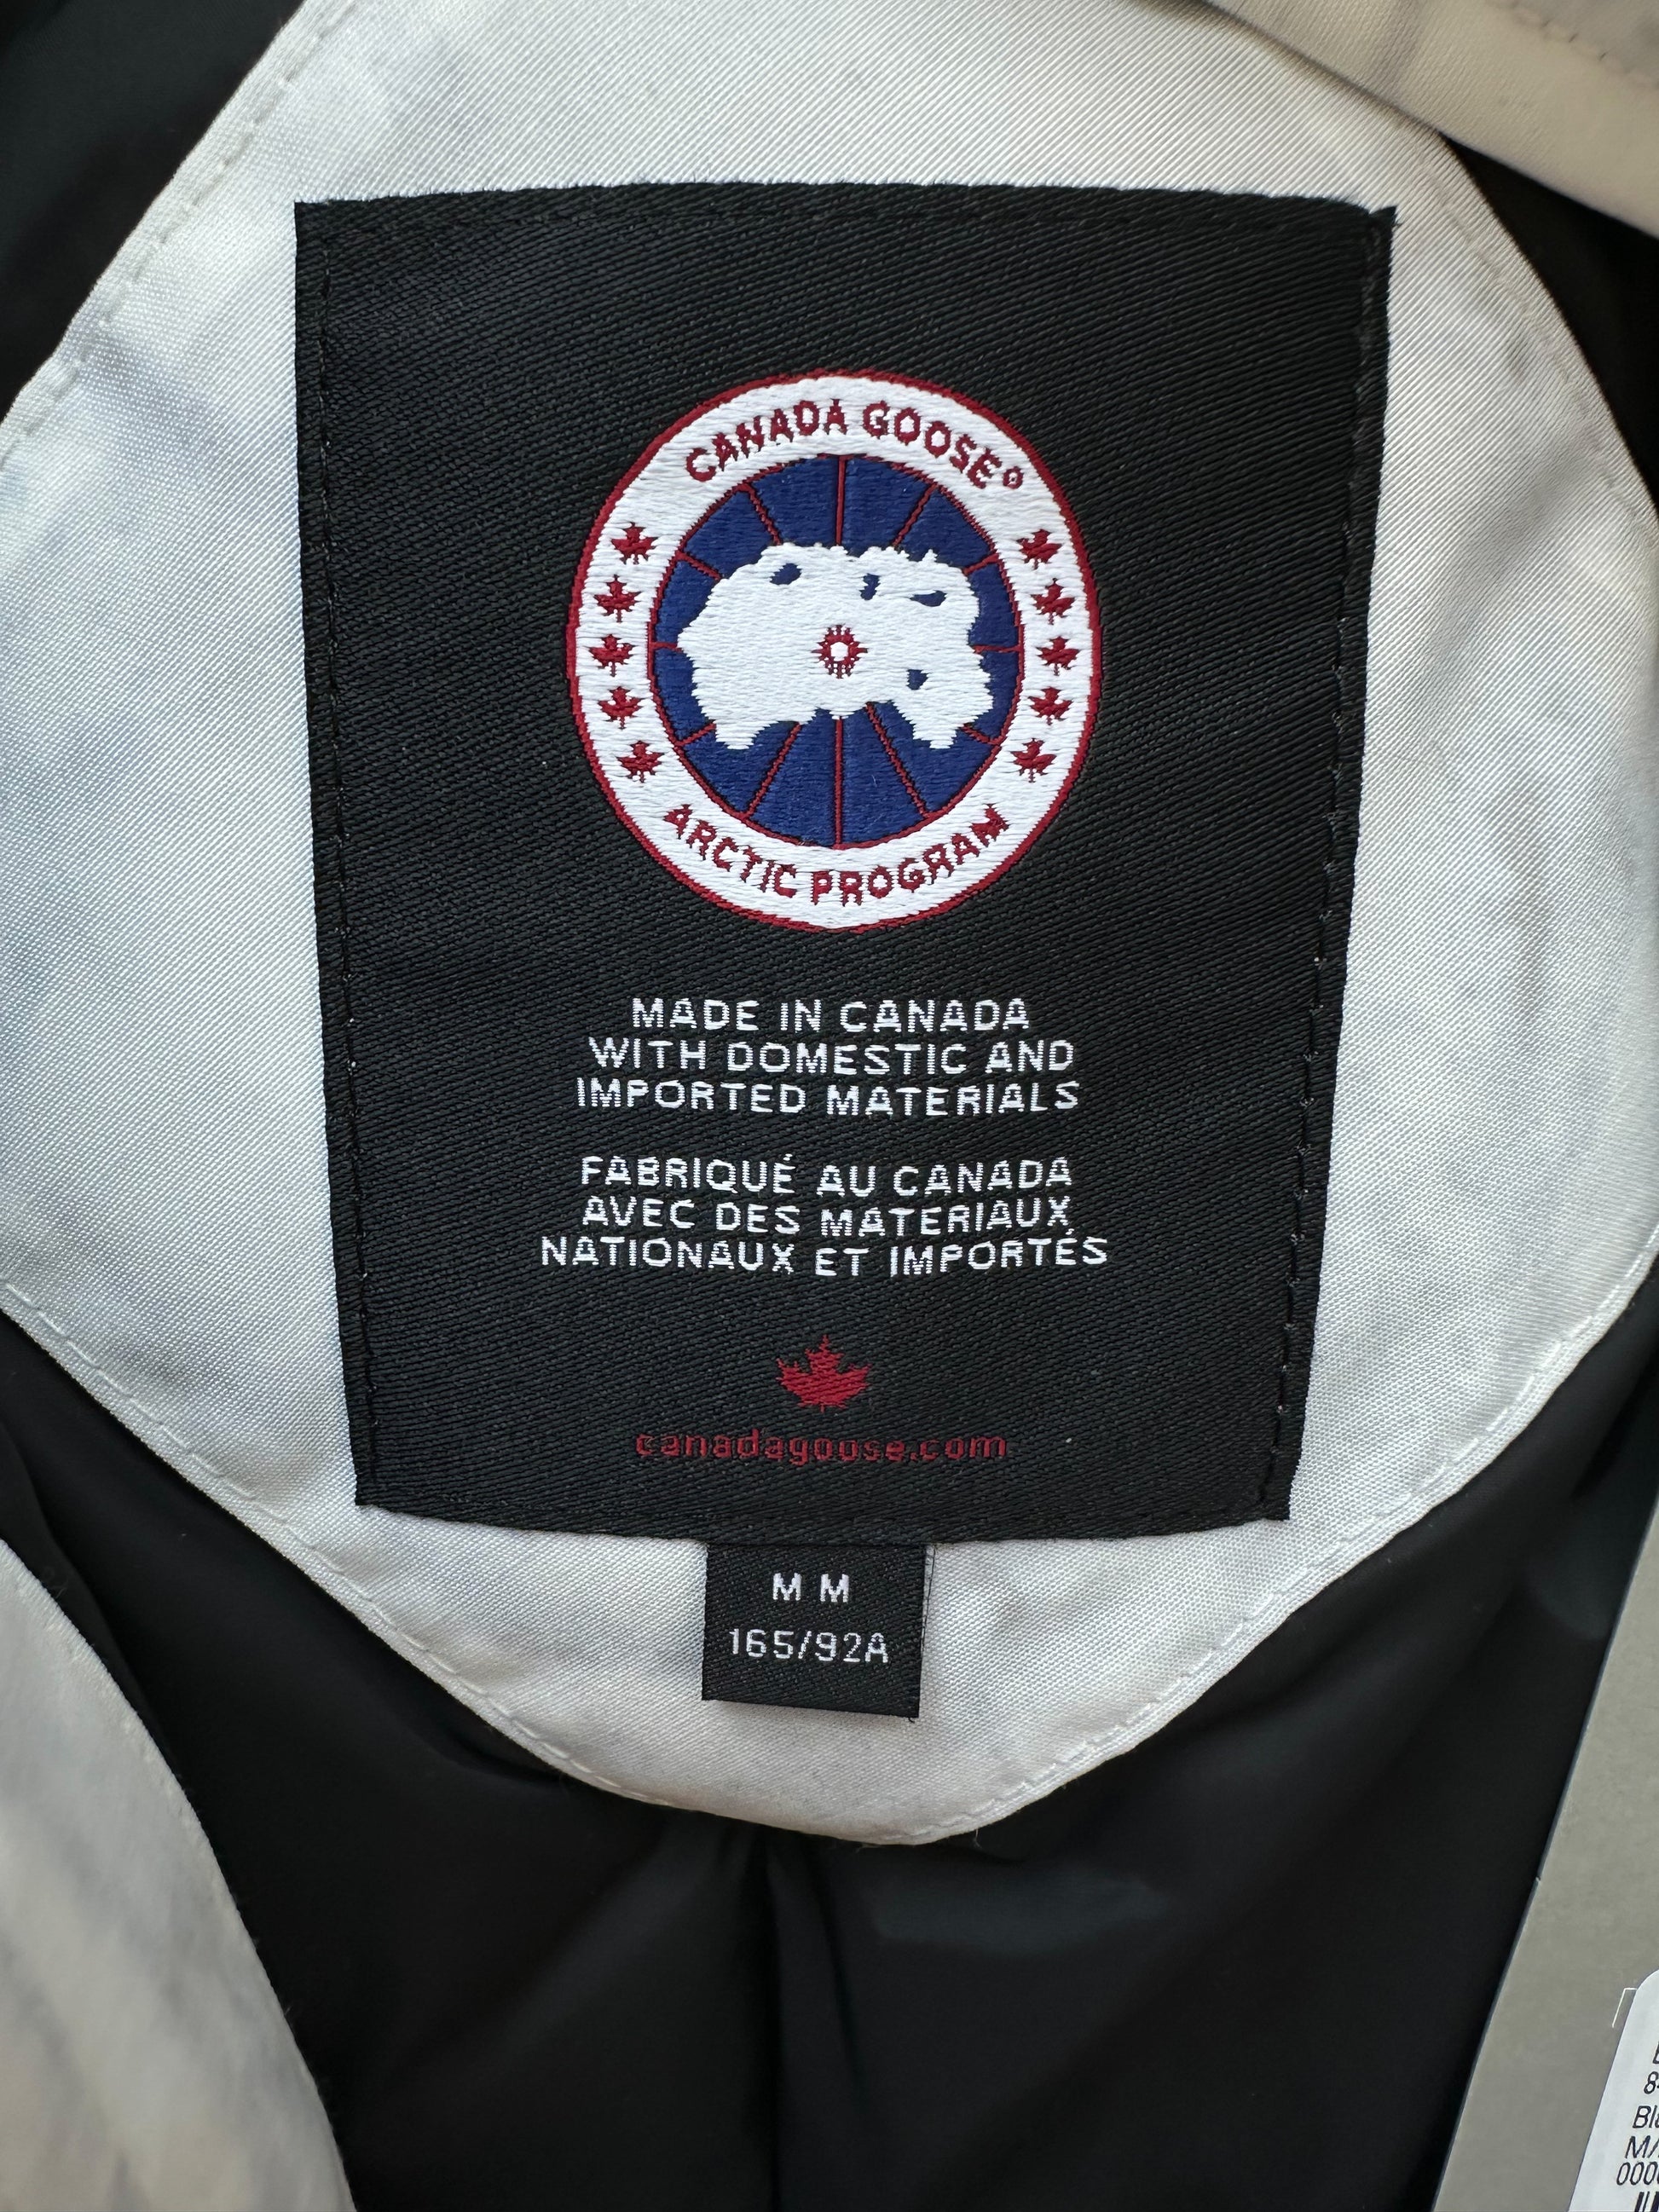 CANADA GOOSE®
ARCTIC PROGRAM
MADE IN CANADA
WITH DOMESTIC AND
IMPORTED MATERIALS
FABRIQUÉ AU CANADA
AVEC DES MATERIAUX
NATIONAUX ET IMPORTÉS
canadagoose.com
M M
165/92A